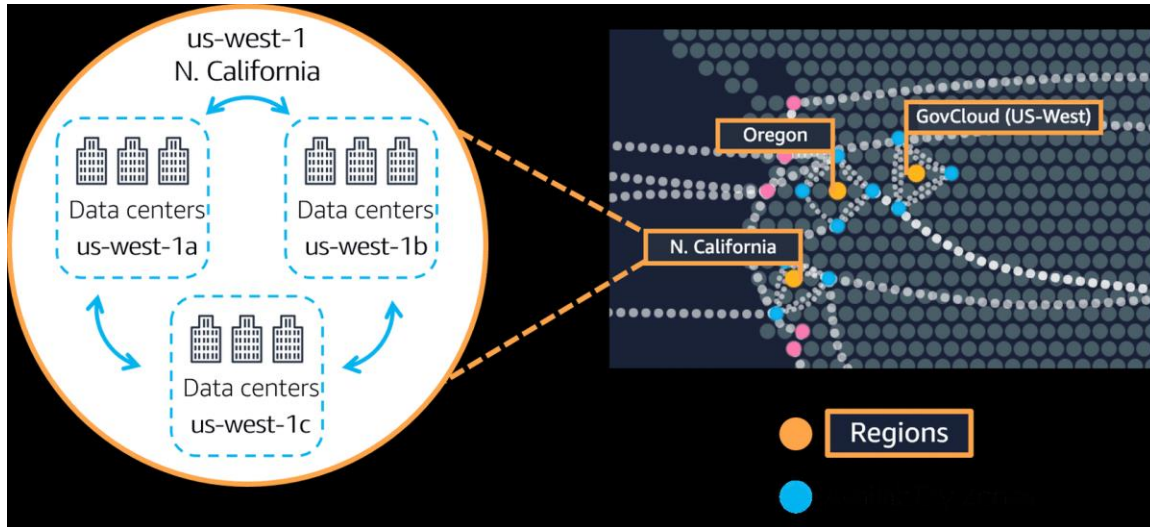 us-west-1
N. California
Data centers
us-west-1a
Data centers
us-west-1b
Data centers
us-west-1c
Oregon
GovCloud (US-West)
N. California
Regions